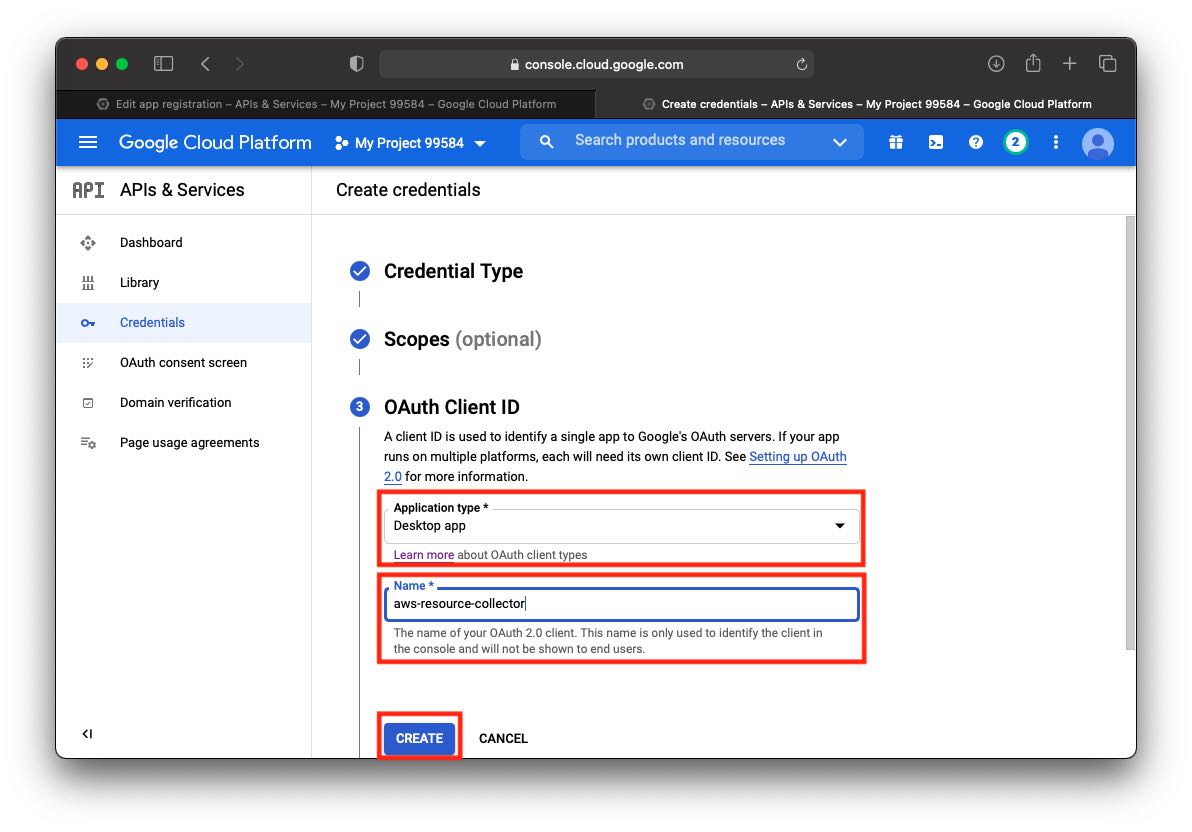 console.cloud.google.com
Edit app registration – APIs & Services – My Project 99584 – Google Cloud Platform
Create credentials – APIs & Services – My Project 99584 – Google Cloud Platform
Google Cloud Platform
My Project 99584
Search products and resources
2
API APIs & Services
Create credentials
Dashboard
Library
Credentials
OAuth consent screen
Domain verification
Page usage agreements
Credential Type
Scopes (optional)
3 OAuth Client ID
A client ID is used to identify a single app to Google's OAuth servers. If your app
runs on multiple platforms, each will need its own client ID. See Setting up OAuth
2.0 for more information.
Application type *
Desktop app
Learn more about OAuth client types
Name *
aws-resource-collector
The name of your OAuth 2.0 client. This name is only used to identify the client in
the console and will not be shown to end users.
CREATE CANCEL